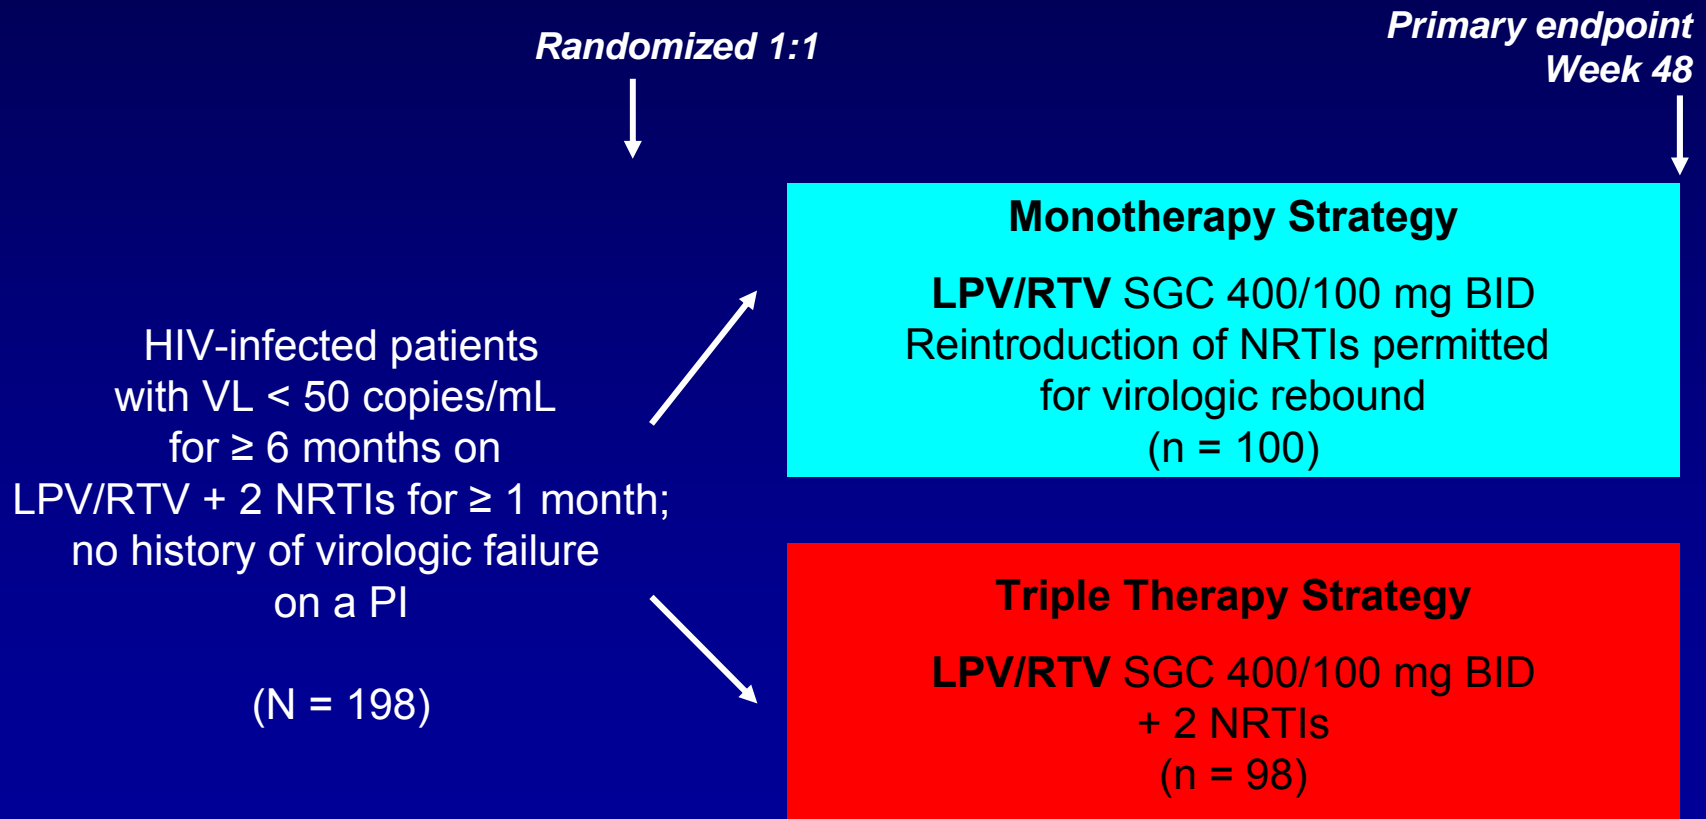 Randomized 1:1
Primary endpoint
Week 48
HIV-infected patients
with VL < 50 copies/mL
for ≥ 6 months on
LPV/RTV + 2 NRTIs for ≥ 1 month;
no history of virologic failure
on a PI
(N = 198)
Monotherapy Strategy
LPV/RTV SGC 400/100 mg BID
Reintroduction of NRTIs permitted
for virologic rebound
(n = 100)
Triple Therapy Strategy
LPV/RTV SGC 400/100 mg BID
+ 2 NRTIs
(n = 98)